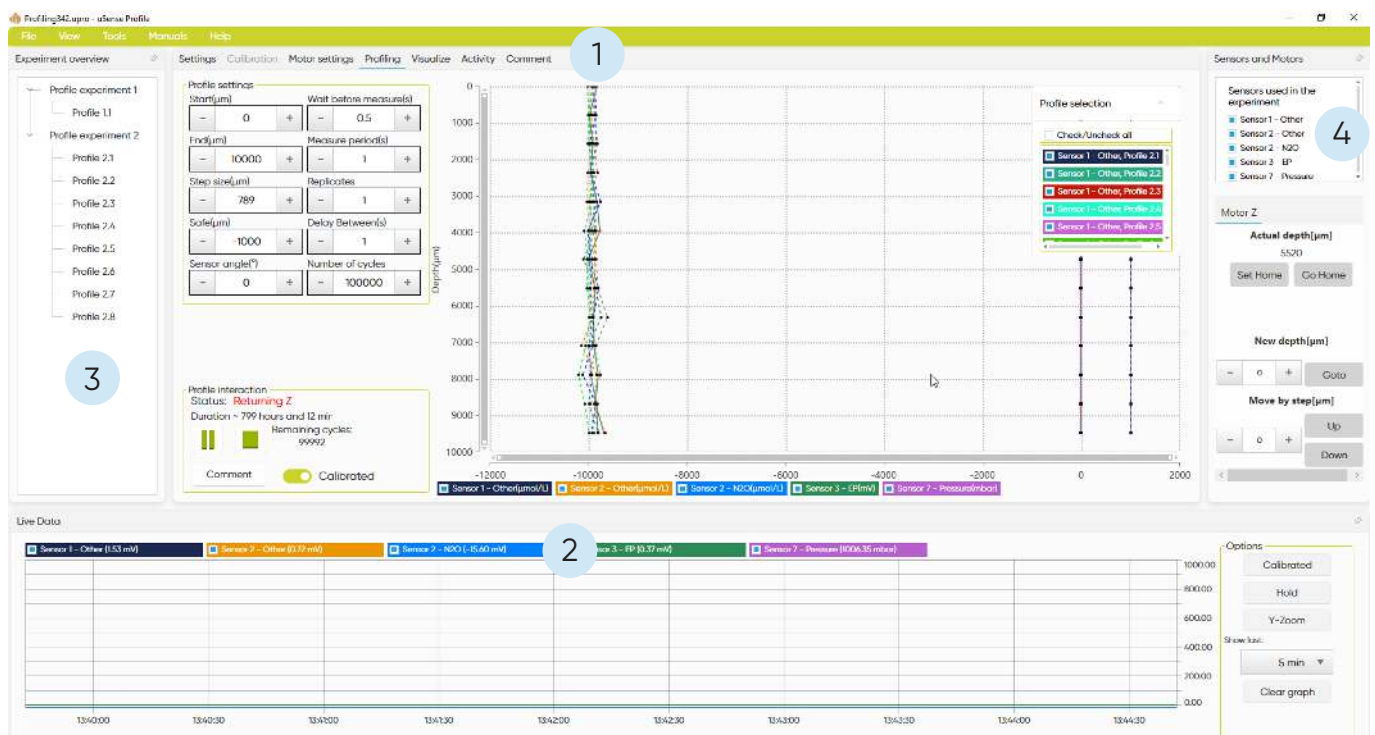 Profiling342.upro - uSense Profile
File View Tools Manuals Help
Experiment overview
Profile experiment 1
Profile 1.1
Profile experiment 2
Profile 2.1
Profile 2.2
Profile 2.3
Profile 2.4
Profile 2.5
Profile 2.6
Profile 2.7
Profile 2.8
3
Settings Calibration Motor settings Profiling Visualize Activity Comment
1
Profile settings
Start(µm) Wait before measure(s)
- 0 + - 0.5 +
End(µm) Measure period(s)
- 10000 + - 1 +
Step size(µm) Replicates
- 789 + - 1 +
Safe(µm) Delay Between(s)
- -1000 + - 1 +
Sensor angle(°) Number of cycles
- 0 + - 100000 +
Profile interaction
Status: Returning Z
Duration ~ 799 hours and 12 min
Remaining cycles:
99992
Comment Calibrated
Depth(µm)
0
1000
2000
3000
4000
5000
6000
7000
8000
9000
10000
-12000 -10000 -8000 -6000 -4000 -2000 0 2000
Sensor 1 - Other(µmol/L) Sensor 2 - Other(µmol/L) Sensor 2 - N2O(µmol/L) Sensor 3 - EP(mV) Sensor 7 - Pressure(mbar)
Profile selection
Check/Uncheck all
Sensor 1 - Other, Profile 2.1
Sensor 1 - Other, Profile 2.2
Sensor 1 - Other, Profile 2.3
Sensor 1 - Other, Profile 2.4
Sensor 1 - Other, Profile 2.5
Sensors and Motors
Sensors used in the
experiment
Sensor 1 - Other
Sensor 2 - Other
Sensor 2 - N2O
Sensor 3 - EP
Sensor 7 - Pressure
4
Motor Z
Actual depth[µm]
5520
Set Home Go Home
New depth[µm]
- 0 + Goto
Move by step[µm]
Up
- 0 +
Down
Live Data
Sensor 1 - Other (1.53 mV) Sensor 2 - Other (0.72 mV) Sensor 2 - N2O (-15.60 mV) 2 sor 3 - EP (0.37 mV) Sensor 7 - Pressure (1006.35 mbar)
1000.00
800.00
600.00
400.00
200.00
0.00
13:40:00 13:40:30 13:41:00 13:41:30 13:42:00 13:42:30 13:43:00 13:43:30 13:44:00 13:44:30
Options
Calibrated
Hold
Y-Zoom
Show last:
5 min
Clear graph